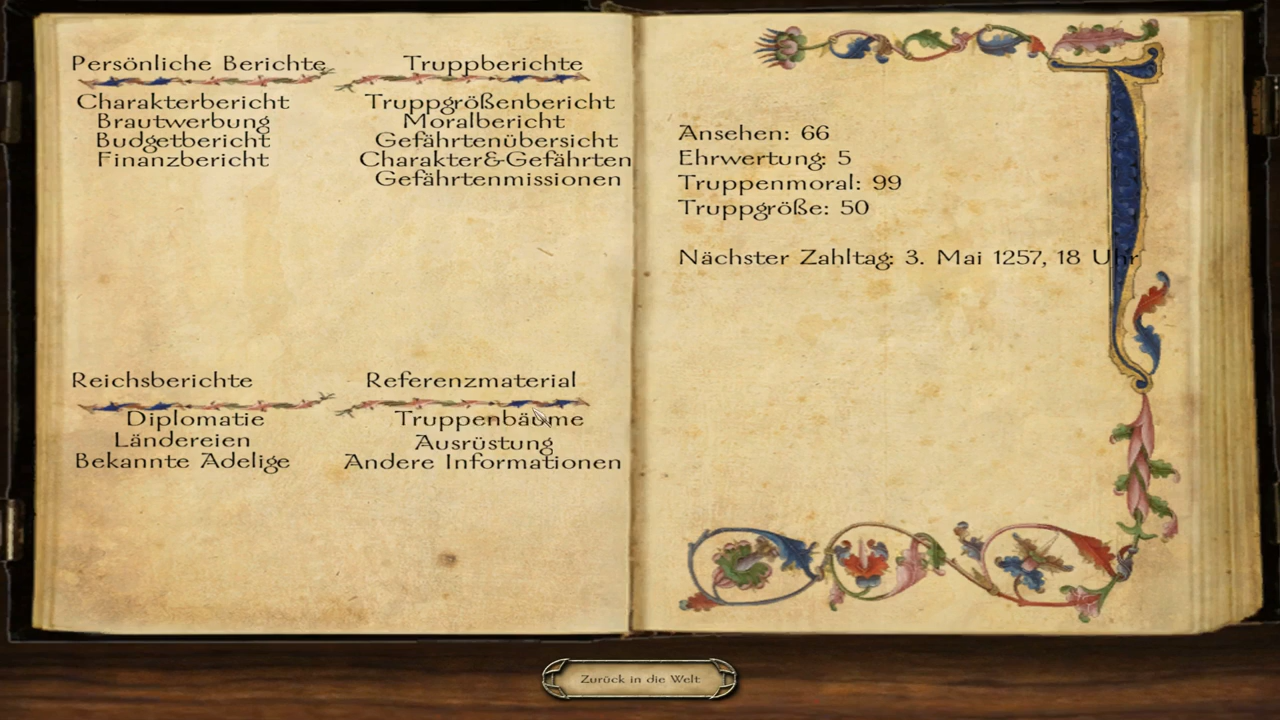 Persönliche Berichte
Charakterbericht
Brautwerbung
Budgetbericht
Finanzbericht
Truppberichte
Truppgrößenbericht
Moralbericht
Gefährtenübersicht
Charakter&Gefährten
Gefährtenmissionen
Reichsberichte
Diplomatie
Ländereien
Bekannte Adelige
Referenzmaterial
Truppenbäume
Ausrüstung
Andere Informationen
Ansehen: 66
Ehrwertung: 5
Truppenmoral: 99
Truppgröße: 50
Nächster Zahltag: 3. Mai 1257, 18 Uhr
Zurück in die Welt